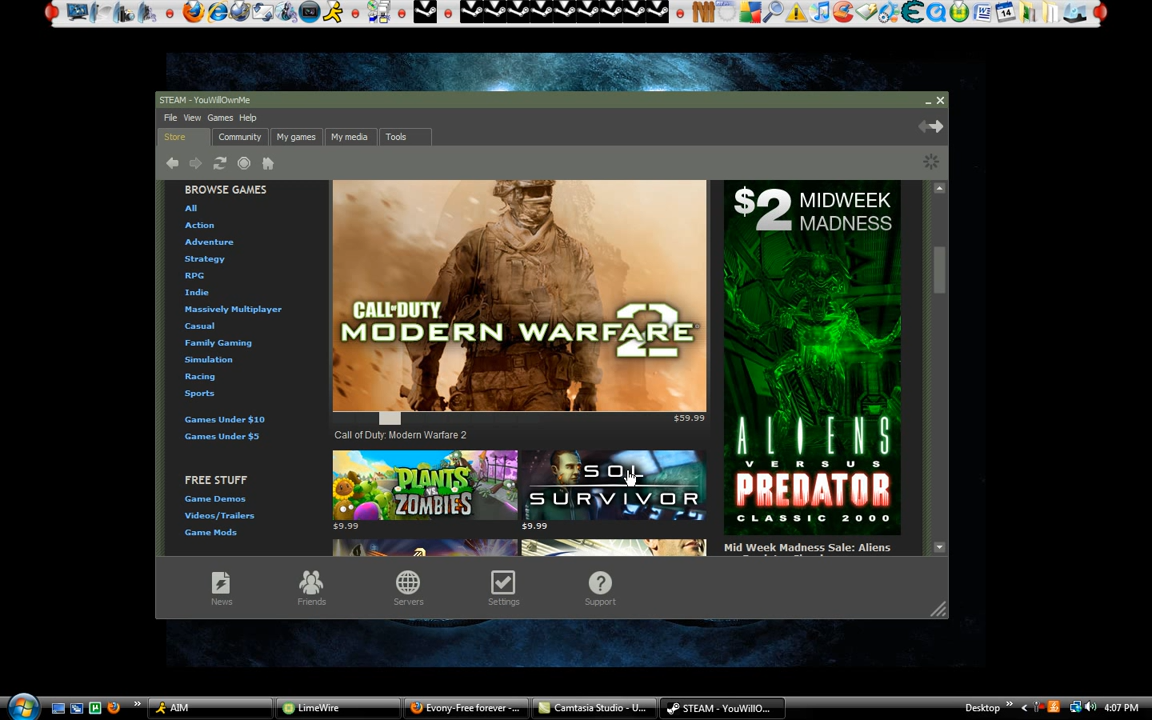 14
STEAM - YouWillOwnMe
File View Games Help
Store Community My games My media Tools
BROWSE GAMES
All
Action
Adventure
Strategy
RPG
Indie
Massively Multiplayer
Casual
Family Gaming
Simulation
Racing
Sports
Games Under $10
Games Under $5
FREE STUFF
Game Demos
Videos/Trailers
Game Mods
CALL OF DUTY
MODERN WARFARE 2
$59.99
Call of Duty: Modern Warfare 2
PLANTS VS. ZOMBIES
$9.99
SOL
SURVIVOR
$9.99
$2 MIDWEEK
MADNESS
ALIENS
VERSUS
PREDATOR
CLASSIC 2000
Mid Week Madness Sale: Aliens
News Friends Servers Settings Support
AIM LimeWire Evony-Free forever - ... Camtasia Studio - U... STEAM - YouWillO... Desktop 4:07 PM